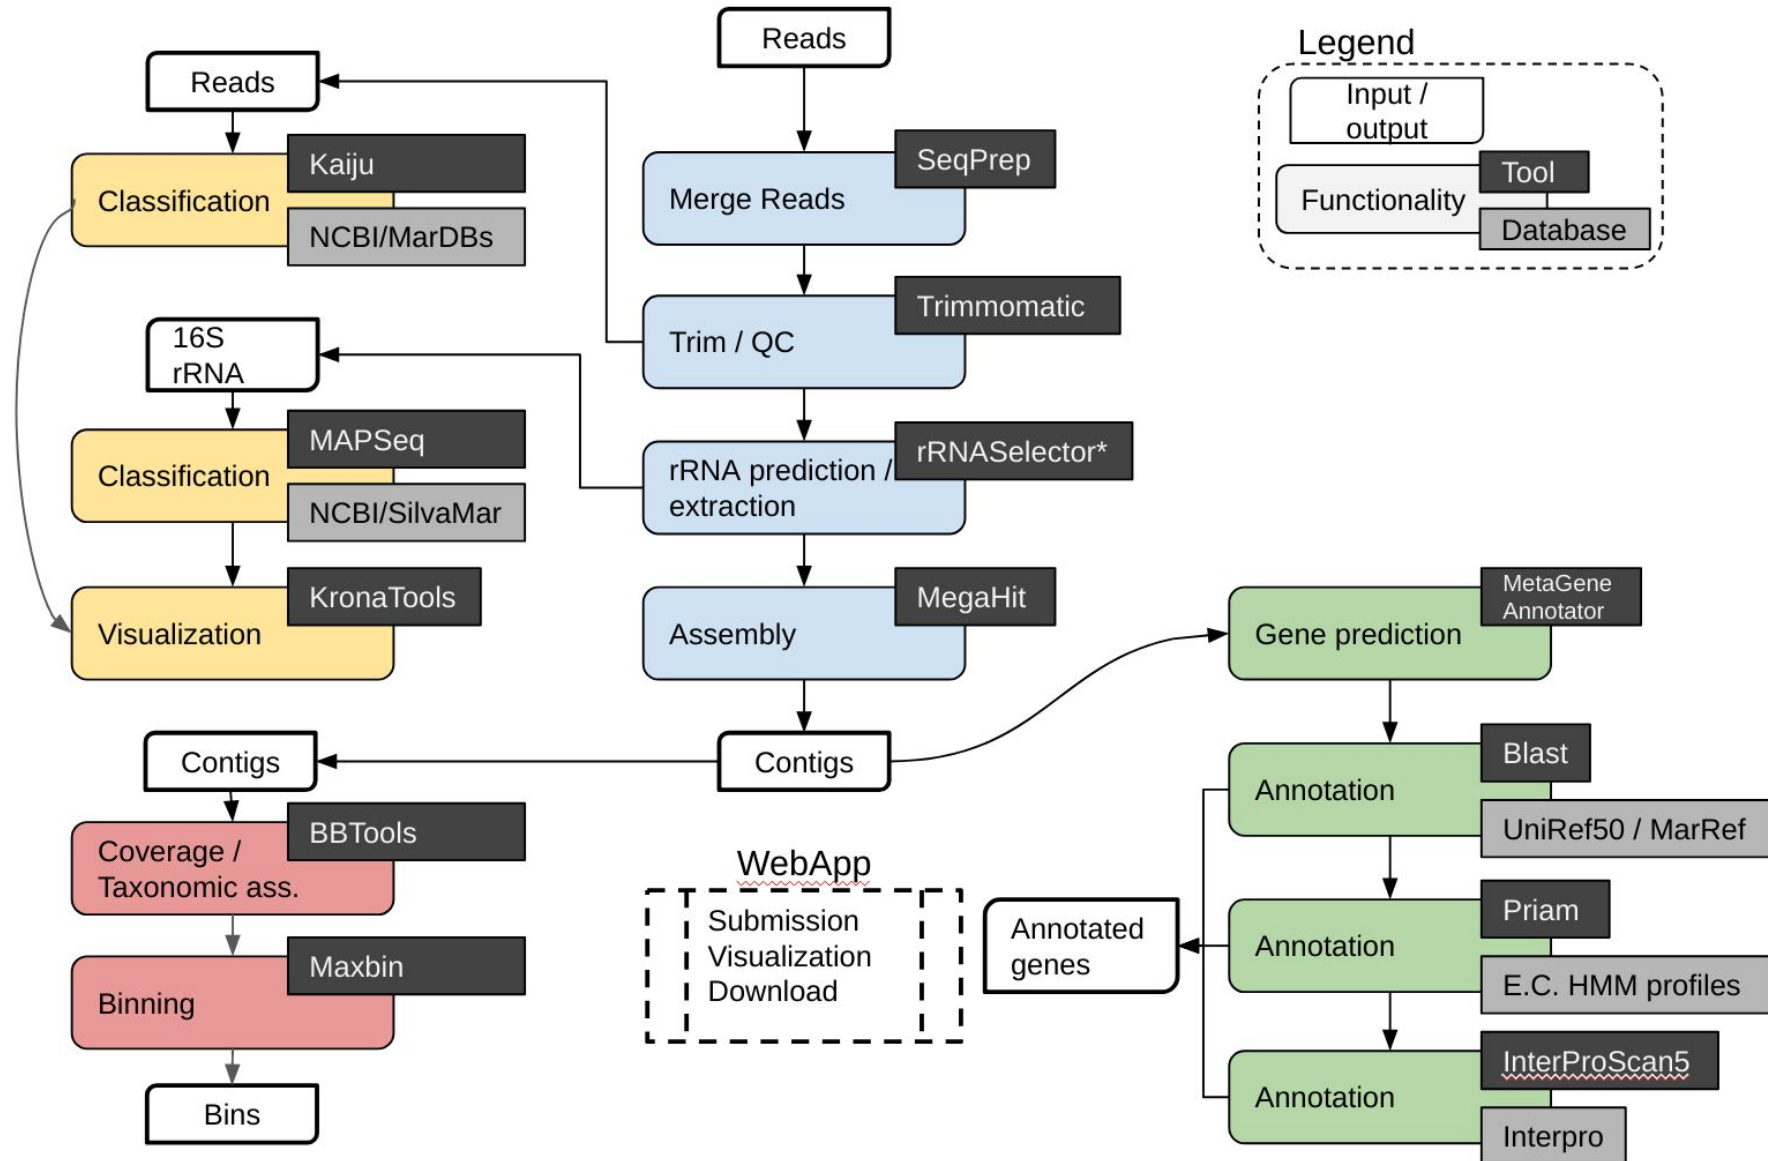 Reads
Legend
Reads
Input /
output
Kaiju
SeqPrep
Classification
Merge Reads
Tool
Functionality
NCBI/MarDBs
Database
Trimmomatic
16S
rRNA
Trim / QC
MAPSeq
rRNASelector*
Classification
rRNA prediction /
extraction
NCBI/SilvaMar
KronaTools
MegaHit
MetaGene
Annotator
Visualization
Assembly
Gene prediction
Contigs
Contigs
Blast
Annotation
BBTools
UniRef50 / MarRef
Coverage /
Taxonomic ass.
WebApp
Submission
Visualization
Download
Annotated
genes
Priam
Annotation
Maxbin
E.C. HMM profiles
Binning
InterProScan5
Annotation
Bins
Interpro